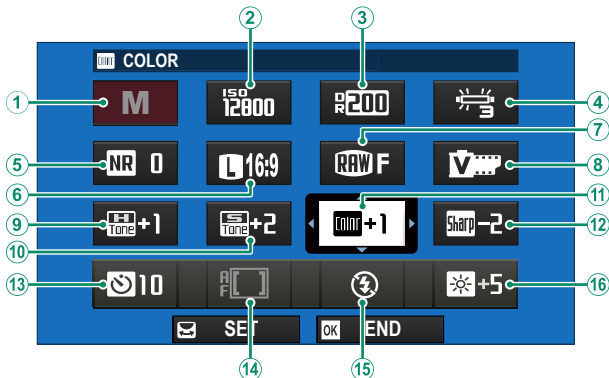 ② ③
COLOR
① M ISO 12800 DR 200 3 ④
⑦
⑤ NR 0 L 16:9 RAW F V ⑧
⑥ ⑪
⑨ H Tone +1 S Tone +2 Color +1 Sharp -2 ⑫
⑩
⑬ 10 AF [ ] +5 ⑯
SET OK END
⑭ ⑮